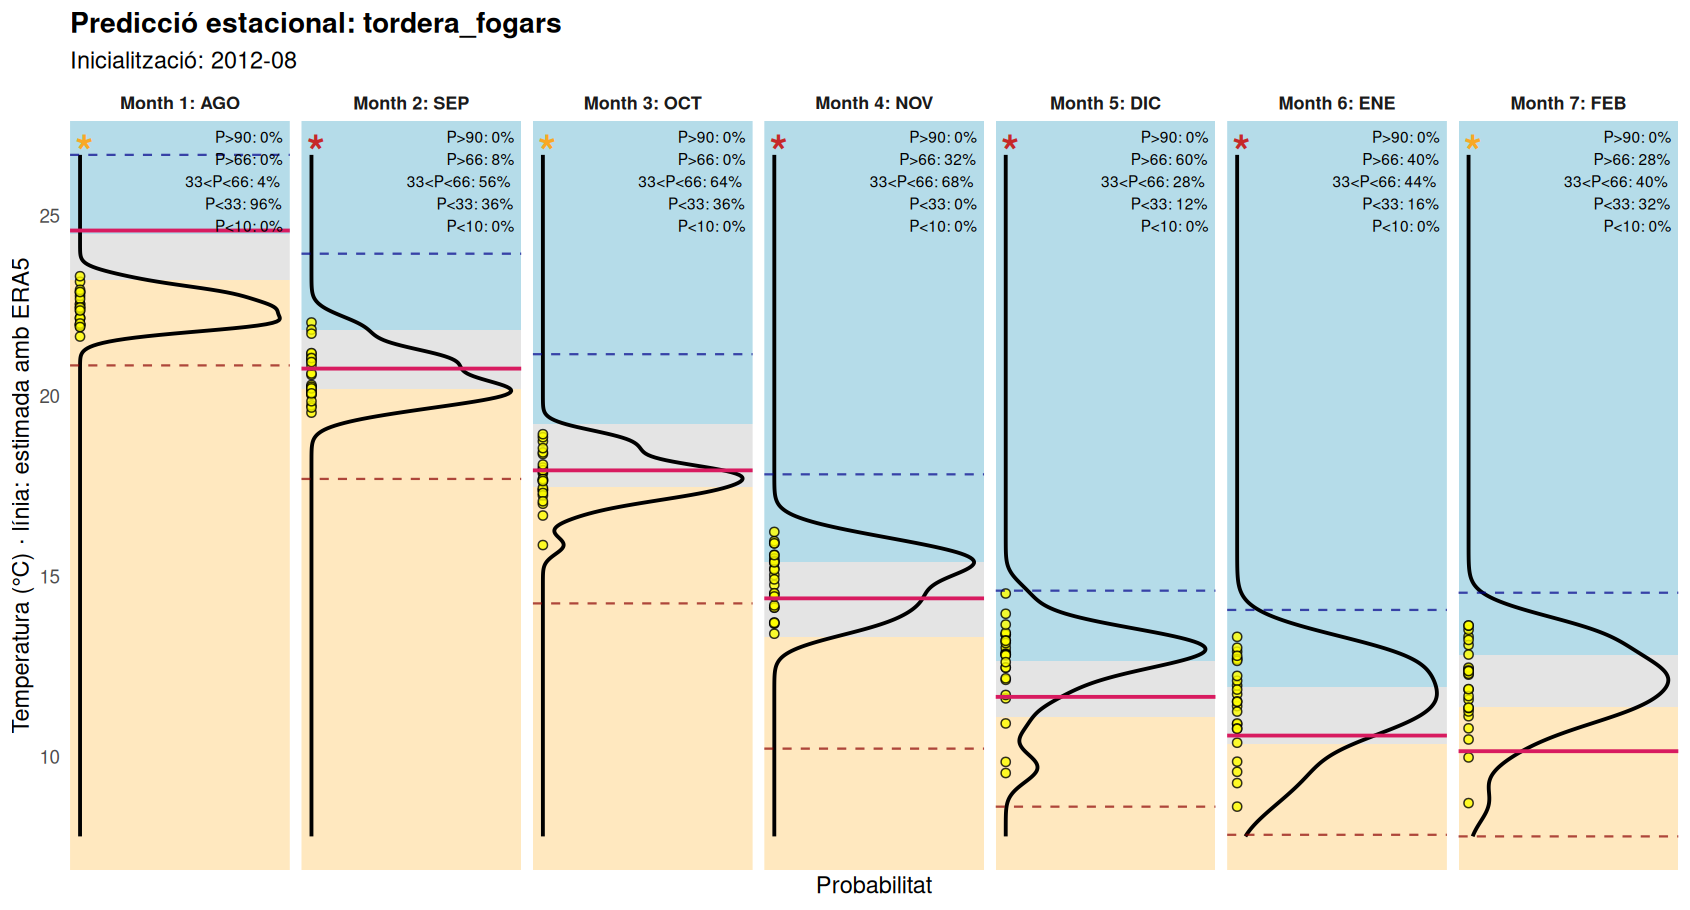 Predicció estacional: tordera_fogars
Inicialització: 2012-08
Month 1: AGO
Month 2: SEP
Month 3: OCT
Month 4: NOV
Month 5: DIC
Month 6: ENE
Month 7: FEB
P>90: 0%
P>66: 0%
33<P<66: 4%
P<33: 96%
P<10: 0%
P>90: 0%
P>66: 8%
33<P<66: 56%
P<33: 36%
P<10: 0%
P>90: 0%
P>66: 0%
33<P<66: 64%
P<33: 36%
P<10: 0%
P>90: 0%
P>66: 32%
33<P<66: 68%
P<33: 0%
P<10: 0%
P>90: 0%
P>66: 60%
33<P<66: 28%
P<33: 12%
P<10: 0%
P>90: 0%
P>66: 40%
33<P<66: 44%
P<33: 16%
P<10: 0%
P>90: 0%
P>66: 28%
33<P<66: 40%
P<33: 32%
P<10: 0%
25
20
15
10
Temperatura (°C) · línia: estimada amb ERA5
Probabilitat